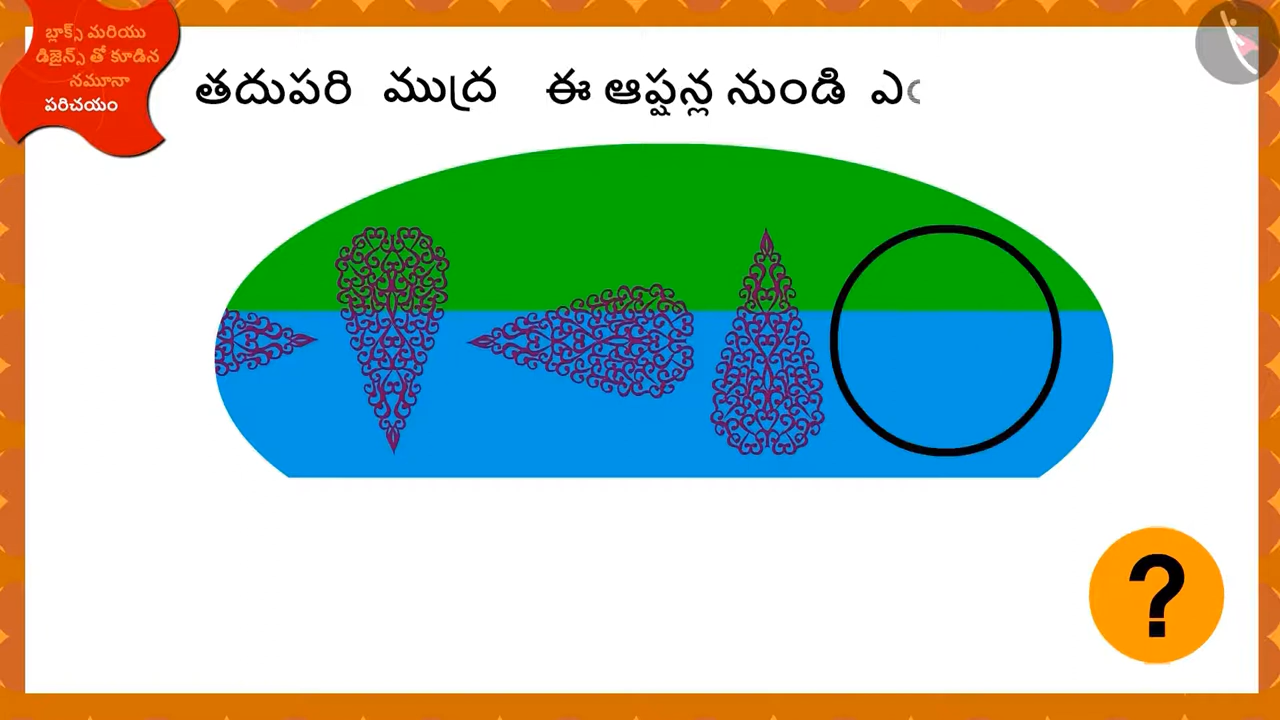 బ్లాక్స్ మరియు
డిజైన్స్ తో కూడిన
నమూనా
పరిచయం
తదుపరి ముద్ర ఈ ఆప్షన్ల నుండి
?